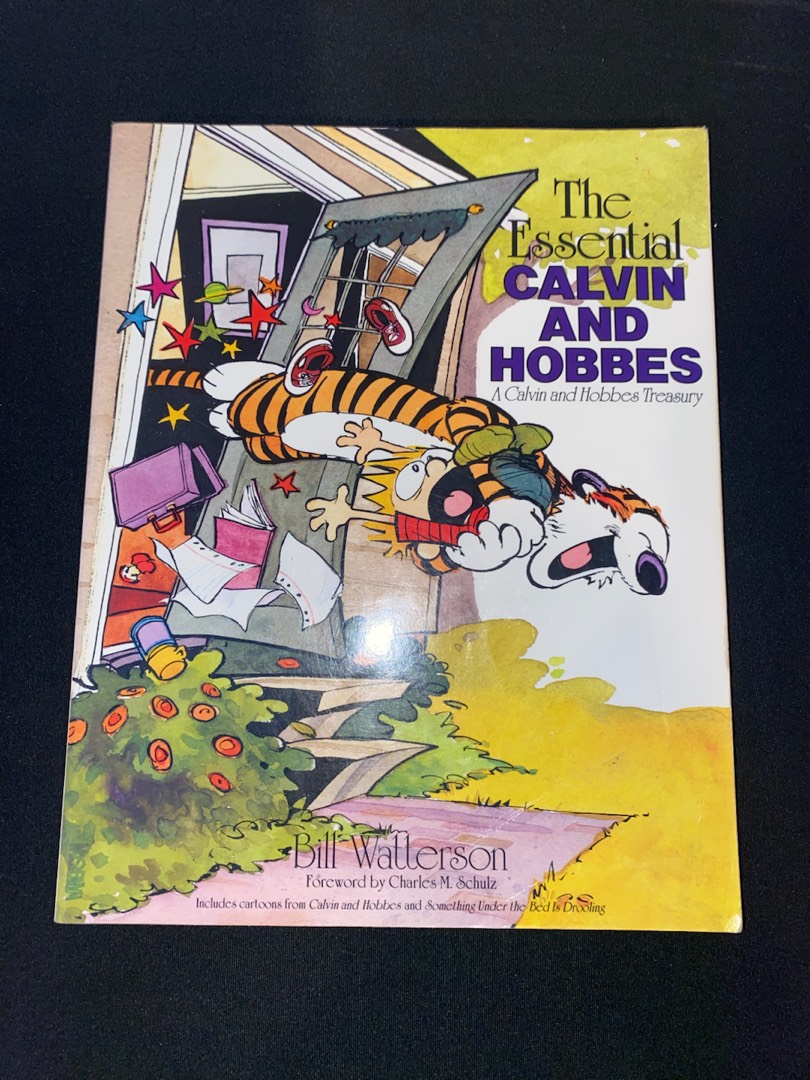 The
Essential
CALVIN
AND
HOBBES
A Calvin and Hobbes Treasury
Bill Watterson
Foreword by Charles M. Schulz
Includes cartoons from Calvin and Hobbes and Something Under the Bed Is Drooling